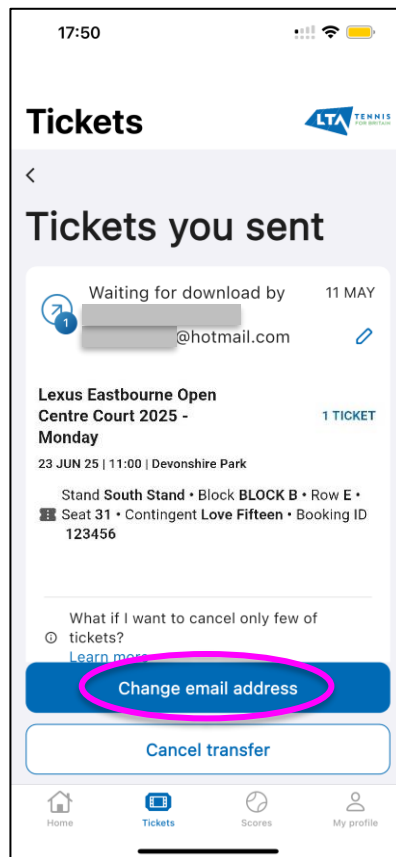 17:50
Tickets
LTA TENNIS
FOR BRITAIN
Tickets you sent
Waiting for download by 11 MAY
1
@hotmail.com
Lexus Eastbourne Open
Centre Court 2025 -
Monday
1 TICKET
23 JUN 25 | 11:00 | Devonshire Park
Stand South Stand • Block BLOCK B • Row E •
Seat 31 • Contingent Love Fifteen • Booking ID
123456
What if I want to cancel only few of
tickets?
Learn more
Change email address
Cancel transfer
Home Tickets Scores My profile